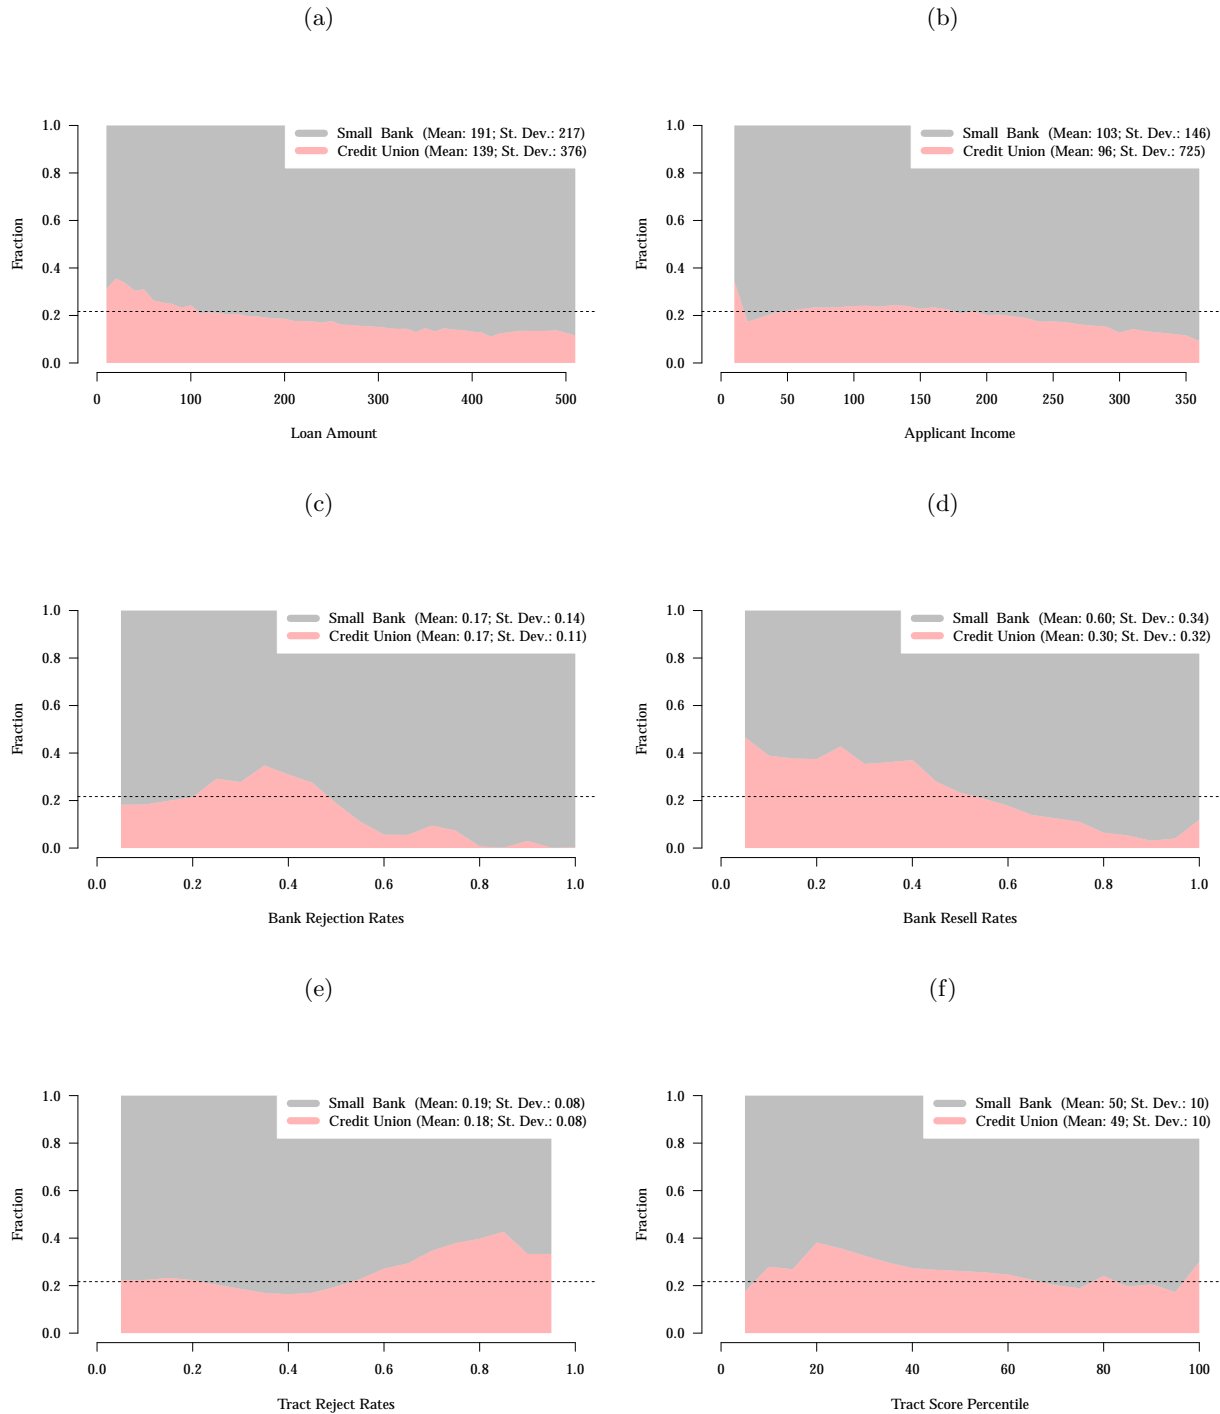 (a)
Small Bank (Mean: 191; St. Dev.: 217)
Credit Union (Mean: 139; St. Dev.: 376)
Fraction
1.0
0.8
0.6
0.4
0.2
0.0
0 100 200 300 400 500
Loan Amount
(b)
Small Bank (Mean: 103; St. Dev.: 146)
Credit Union (Mean: 96; St. Dev.: 725)
Fraction
1.0
0.8
0.6
0.4
0.2
0.0
0 50 100 150 200 250 300 350
Applicant Income
(c)
Small Bank (Mean: 0.17; St. Dev.: 0.14)
Credit Union (Mean: 0.17; St. Dev.: 0.11)
Fraction
1.0
0.8
0.6
0.4
0.2
0.0
0.0 0.2 0.4 0.6 0.8 1.0
Bank Rejection Rates
(d)
Small Bank (Mean: 0.60; St. Dev.: 0.34)
Credit Union (Mean: 0.30; St. Dev.: 0.32)
Fraction
1.0
0.8
0.6
0.4
0.2
0.0
0.0 0.2 0.4 0.6 0.8 1.0
Bank Resell Rates
(e)
Small Bank (Mean: 0.19; St. Dev.: 0.08)
Credit Union (Mean: 0.18; St. Dev.: 0.08)
Fraction
1.0
0.8
0.6
0.4
0.2
0.0
0.0 0.2 0.4 0.6 0.8 1.0
Tract Reject Rates
(f)
Small Bank (Mean: 50; St. Dev.: 10)
Credit Union (Mean: 49; St. Dev.: 10)
Fraction
1.0
0.8
0.6
0.4
0.2
0.0
0 20 40 60 80 100
Tract Score Percentile